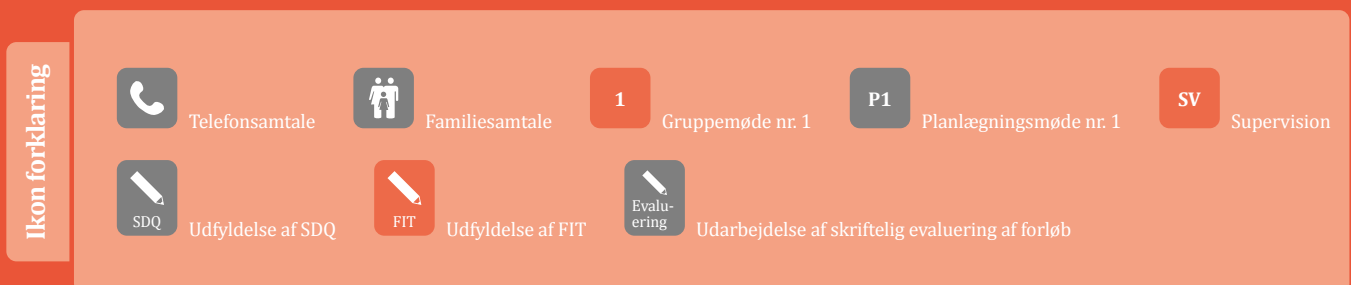 Ikon forklaring
Telefonsamtale
Familiesamtale
1
Gruppemøde nr. 1
P1
Planlægningsmøde nr. 1
SV
Supervision
SDQ
Udfyldelse af SDQ
FIT
Udfyldelse af FIT
Evalu-
ering
Udarbejdelse af skriftelig evaluering af forløb